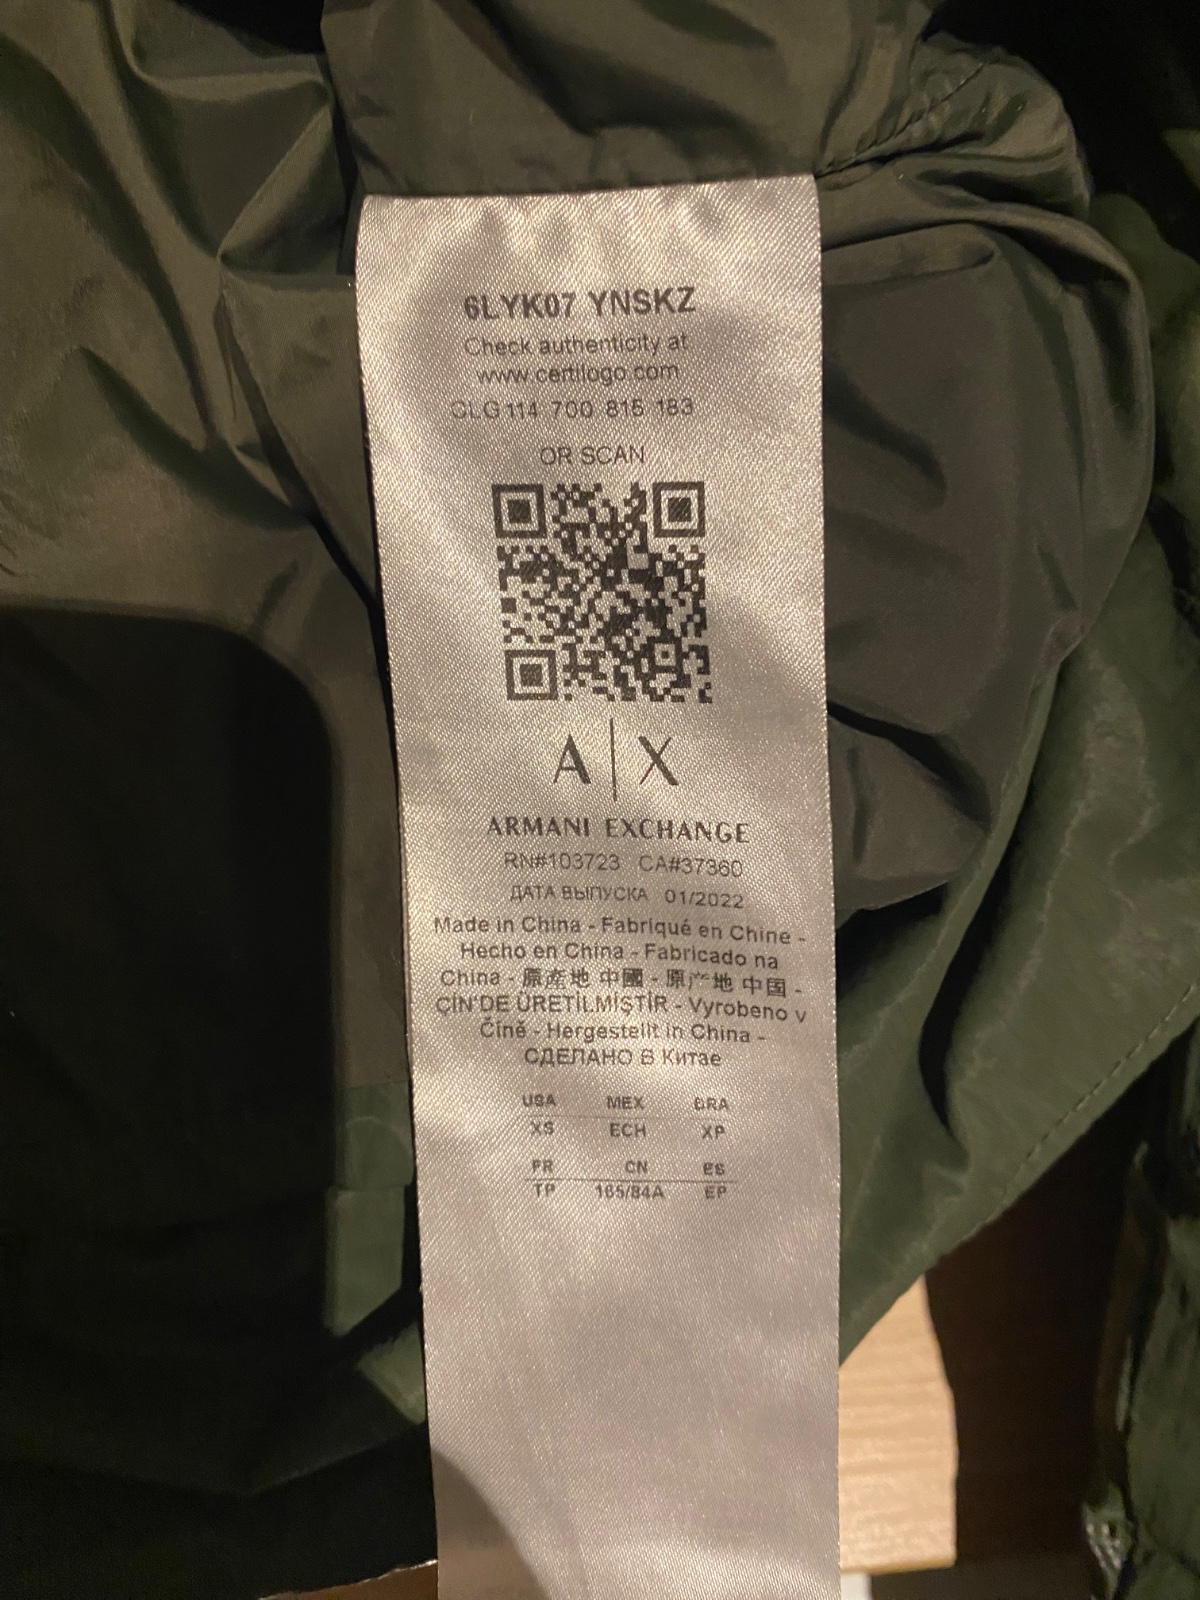 6LYK07 YNSKZ
Check authenticity at
www.certilogo.com
CLG 114 700 815 183
OR SCAN
A|X
ARMANI EXCHANGE
RN#103723 CA#37360
ДАТА ВЫПУСКА 01/2022
Made in China - Fabriqué en Chine -
Hecho en China - Fabricado na
China - 原產地 中國 - 原产地 中国 -
ÇİN'DE ÜRETİLMİŞTİR - Vyrobeno v
Číně - Hergestellt in China -
СДЕЛАНО В Китае
USA MEX BRA
XS ECH XP
FR CN ES
TP 165/84A EP